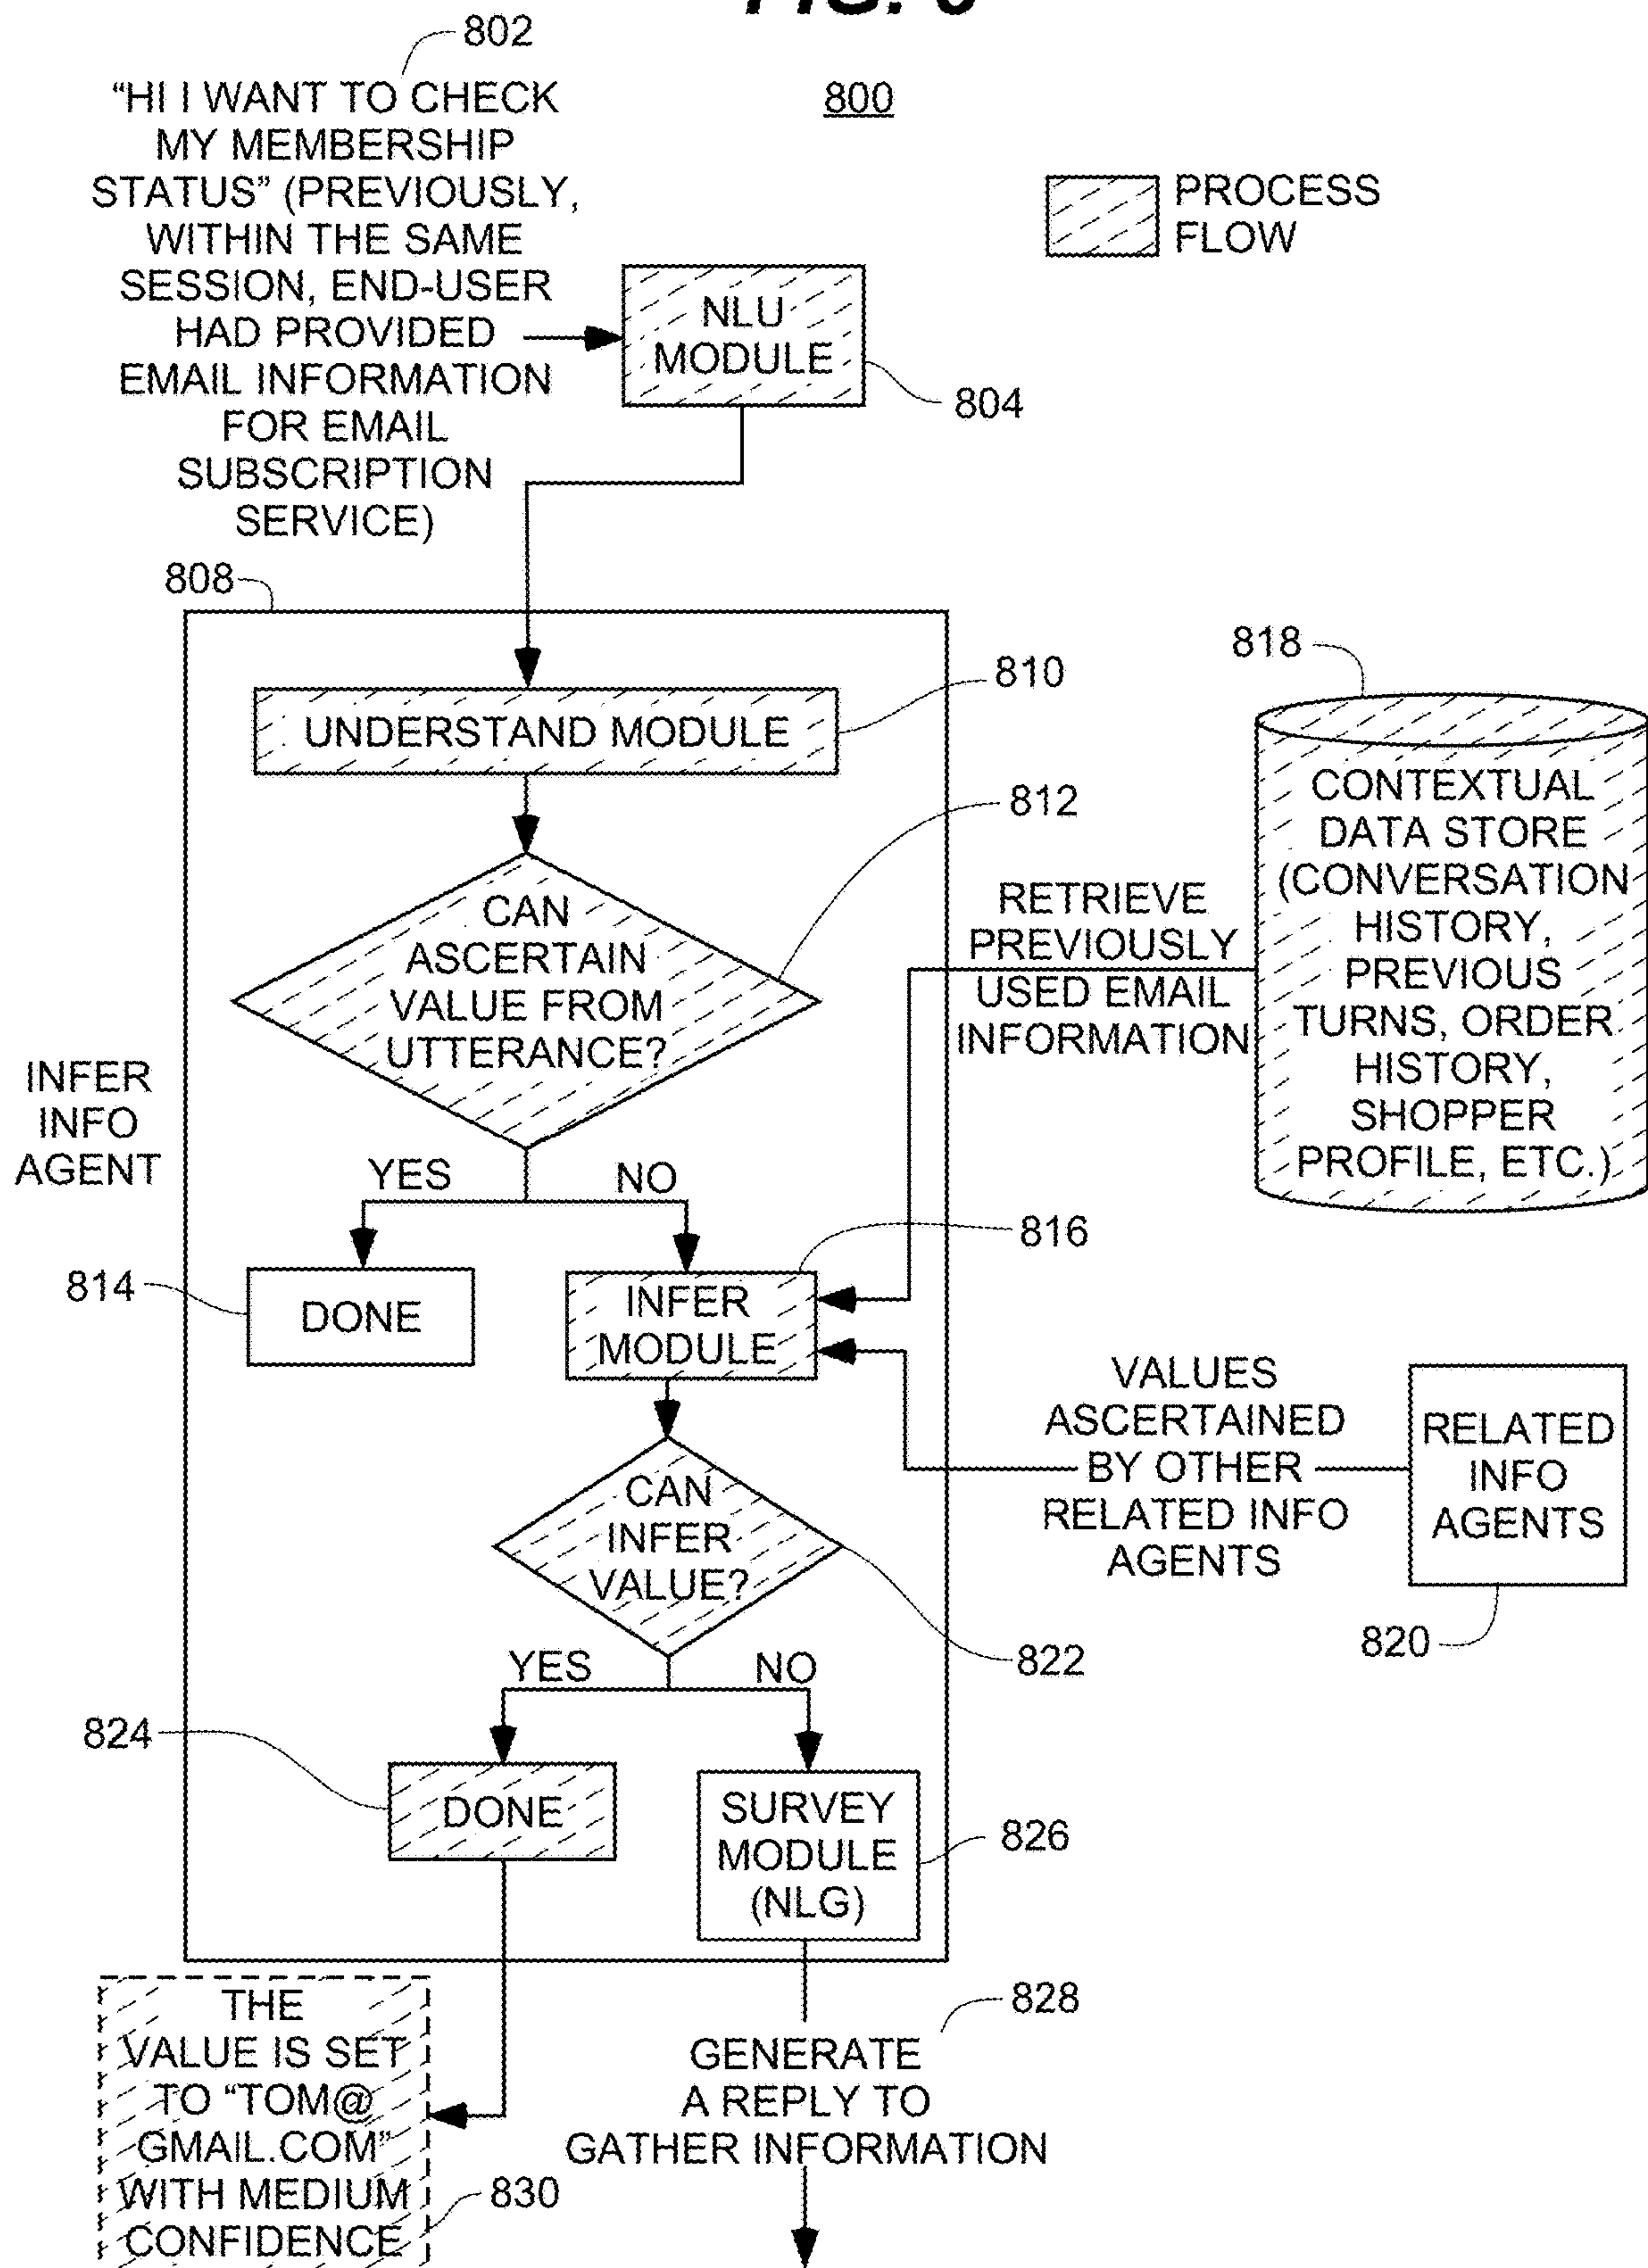 802
"HI I WANT TO CHECK
MY MEMBERSHIP
STATUS" (PREVIOUSLY,
WITHIN THE SAME
SESSION, END-USER
HAD PROVIDED
EMAIL INFORMATION
FOR EMAIL
SUBSCRIPTION
SERVICE)
800
PROCESS
FLOW
NLU
MODULE
804
808
INFER
INFO
AGENT
UNDERSTAND MODULE
810
CAN
ASCERTAIN
VALUE FROM
UTTERANCE?
812
YES
NO
814
DONE
INFER
MODULE
816
RETRIEVE
PREVIOUSLY
USED EMAIL
INFORMATION
818
CONTEXTUAL
DATA STORE
(CONVERSATION
HISTORY,
PREVIOUS
TURNS, ORDER
HISTORY,
SHOPPER
PROFILE, ETC.)
VALUES
ASCERTAINED
BY OTHER
RELATED INFO
AGENTS
RELATED
INFO
AGENTS
820
CAN
INFER
VALUE?
822
YES
NO
824
DONE
SURVEY
MODULE
(NLG)
826
828
GENERATE
A REPLY TO
GATHER INFORMATION
THE
VALUE IS SET
TO "TOM@
GMAIL.COM"
WITH MEDIUM
CONFIDENCE
830